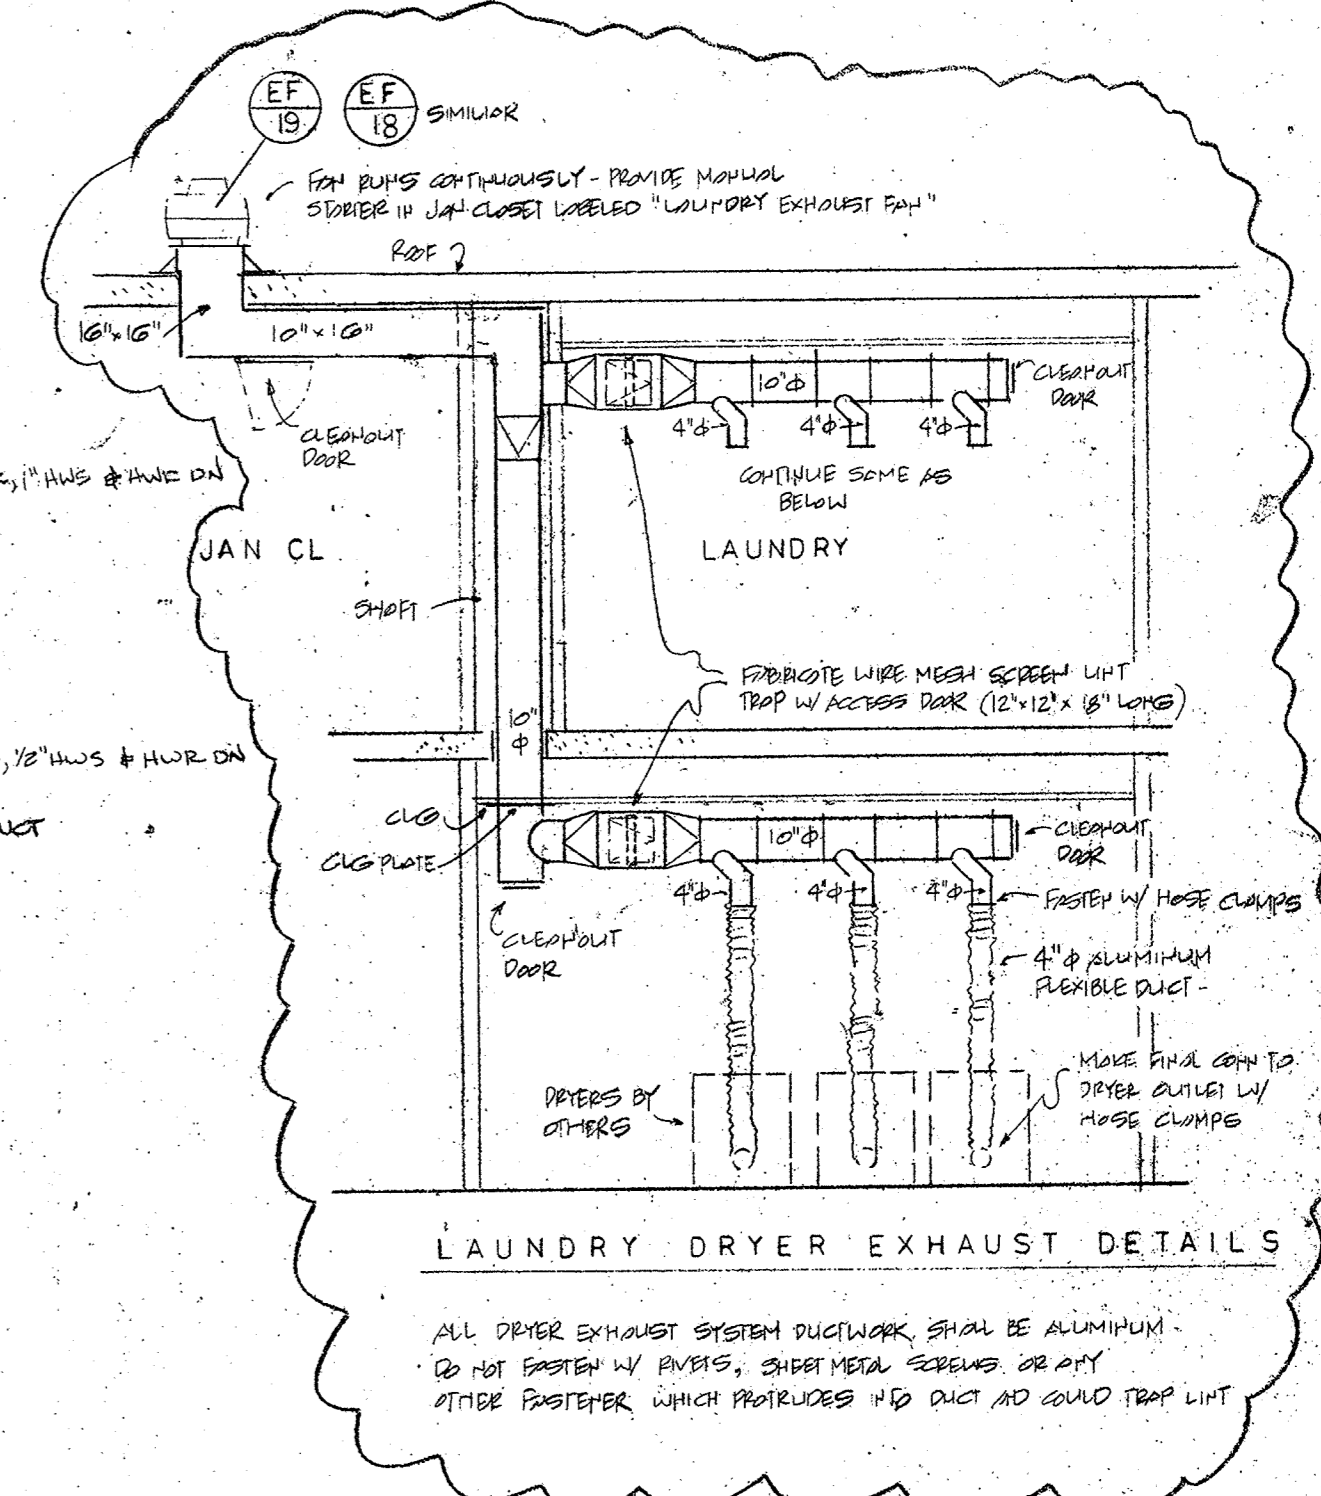 EF
19
EF
18
SIMILIAR
FAN RUNS CONTINUOUSLY - PROVIDE MANUAL
STARTER IN JAN. CLOSET LABELED "LAUNDRY EXHAUST FAN"
ROOF
16"x16"
10"x16"
CLEANOUT
DOOR
10"φ
CLEANOUT
DOOR
4"φ
4"φ
4"φ
CONTINUE SAME AS
BELOW
, 1" HWS & HWR DN
JAN CL
LAUNDRY
SHAFT
FABRICATE WIRE MESH SCREEN LINT
TRAP W/ ACCESS DOOR (12"x12"x 18" LONG)
10"
φ
, 1/2" HWS & HWR DN
UCT
CLG
CLG PLATE
10"φ
CLEANOUT
DOOR
4"φ
4"φ
4"φ
FASTEN W/ HOSE CLAMPS
CLEANOUT
DOOR
4"φ ALUMINUM
FLEXIBLE DUCT -
MAKE FINAL CONN TO
DRYER OUTLET W/
HOSE CLAMPS
DRYERS BY
OTHERS
LAUNDRY DRYER EXHAUST DETAILS
ALL DRYER EXHAUST SYSTEM DUCTWORK SHALL BE ALUMINUM -
DO NOT FASTEN W/ RIVETS, SHEET METAL SCREWS OR ANY
OTHER FASTENER WHICH PROTRUDES INTO DUCT AND COULD TRAP LINT